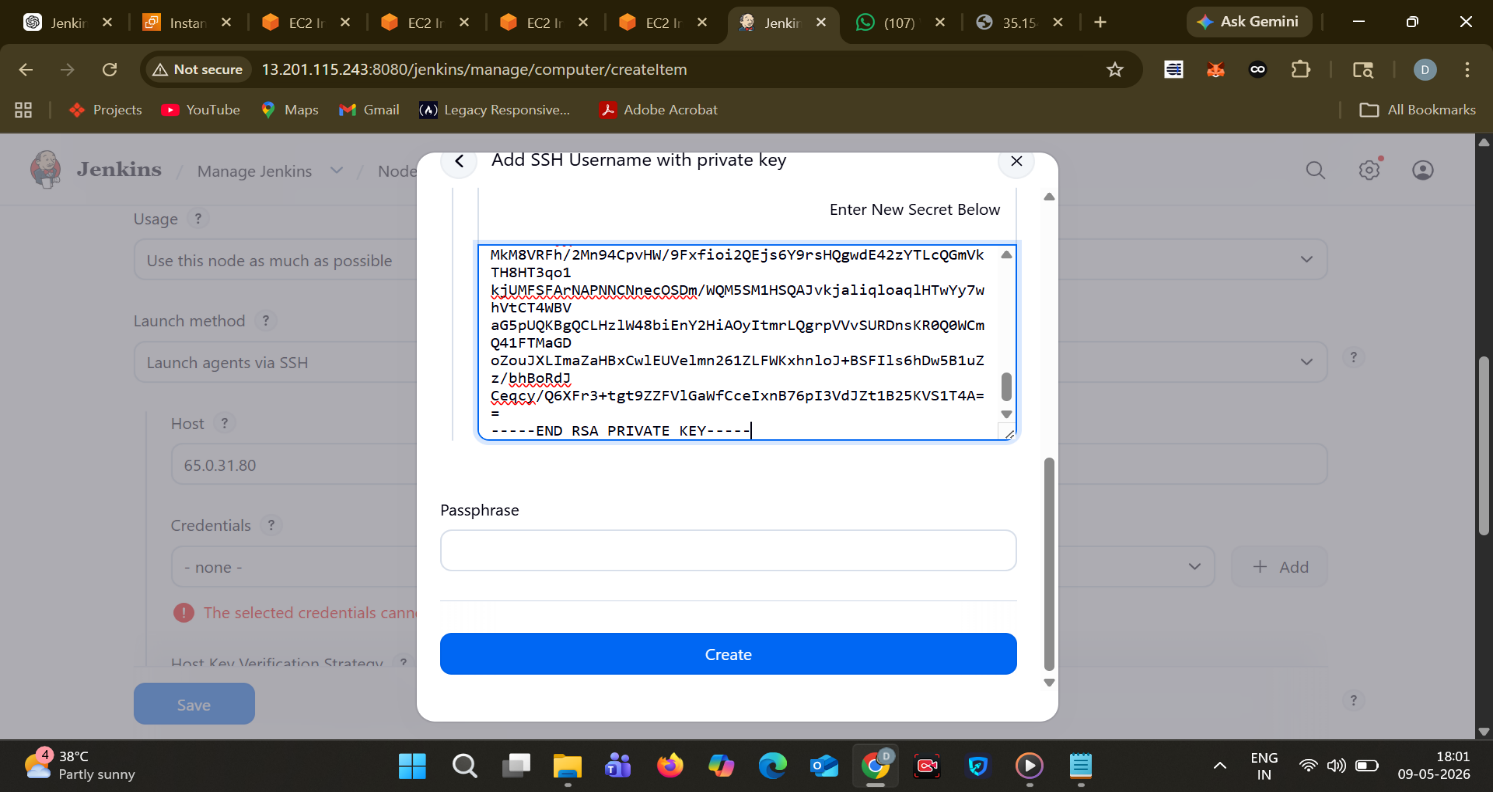 Jenkin
Instan
EC2 In
EC2 In
EC2 In
EC2 In
Jenkin
(107)
35.15
Ask Gemini
Not secure
13.201.115.243:8080/jenkins/manage/computer/createItem
D
Projects
YouTube
Maps
Gmail
Legacy Responsive...
Adobe Acrobat
All Bookmarks
Jenkins / Manage Jenkins / Node
Add SSH Username with private key
Usage ?
Use this node as much as possible
Launch method ?
Launch agents via SSH
?
Host ?
65.0.31.80
Credentials ?
- none -
+ Add
The selected credentials cann
Host Key Verification Strategy ?
Save
?
Enter New Secret Below
MkM8VRFh/2Mn94CpvHW/9Fxfioi2QEjs6Y9rsHQgwdE42zYTLcQGmVk
TH8HT3qo1
kjUMFSFArNAPNNCNnecOSDm/WQM5SM1HSQAJvkjaliqloaqlHTwYy7w
hVtCT4WBV
aG5pUQKBgQCLHzlW48biEnY2HiAOyItmrLQgrpVVvSURDnsKR0Q0WCm
Q41FTMaGD
oZouJXLImaZaHBxCwlEUVelmn261ZLFWKxhnloJ+BSFIls6hDw5B1uZ
z/bhBoRdJ
Ceqcy/Q6XFr3+tgt9ZZFVlGaWfCceIxnB76pI3VdJZt1B25KVS1T4A=
=
-----END RSA PRIVATE KEY-----
Passphrase
Create
4
38°C
Partly sunny
D
ENG
IN
18:01
09-05-2026